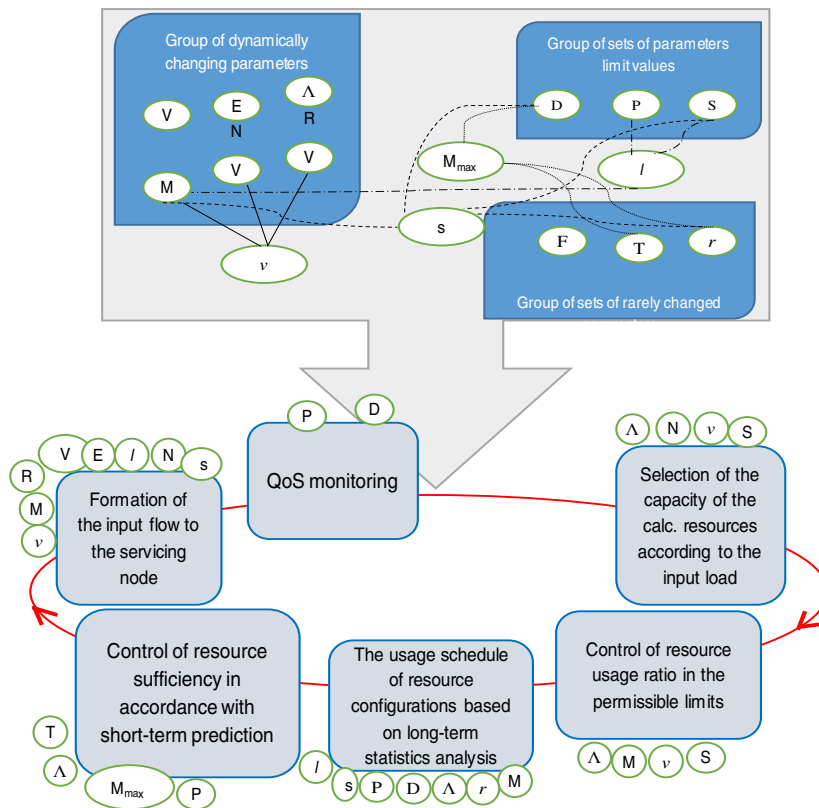 Group of dynamically
changing parameters
Λ
E
V
N
R
V
V
M
v
Group of sets of parameters
limit values
D
P
S
M max
l
s
F
T
r
Group of sets of rarely changed
P
D
QoS monitoring
Λ
N
v
S
Selection of the
capacity of the
calc. resources
according to the
input load
V
E
l
N
s
R
M
v
Formation of
the input flow to
the servicing
node
Control of resource
sufficiency in
accordance with
short-term prediction
T
Λ
Mmax
P
The usage schedule
of resource
configurations based
on long-term
statistics analysis
l
s
P
D
Λ
r
M
Control of resource
usage ratio in the
permissible limits
Λ
M
v
S